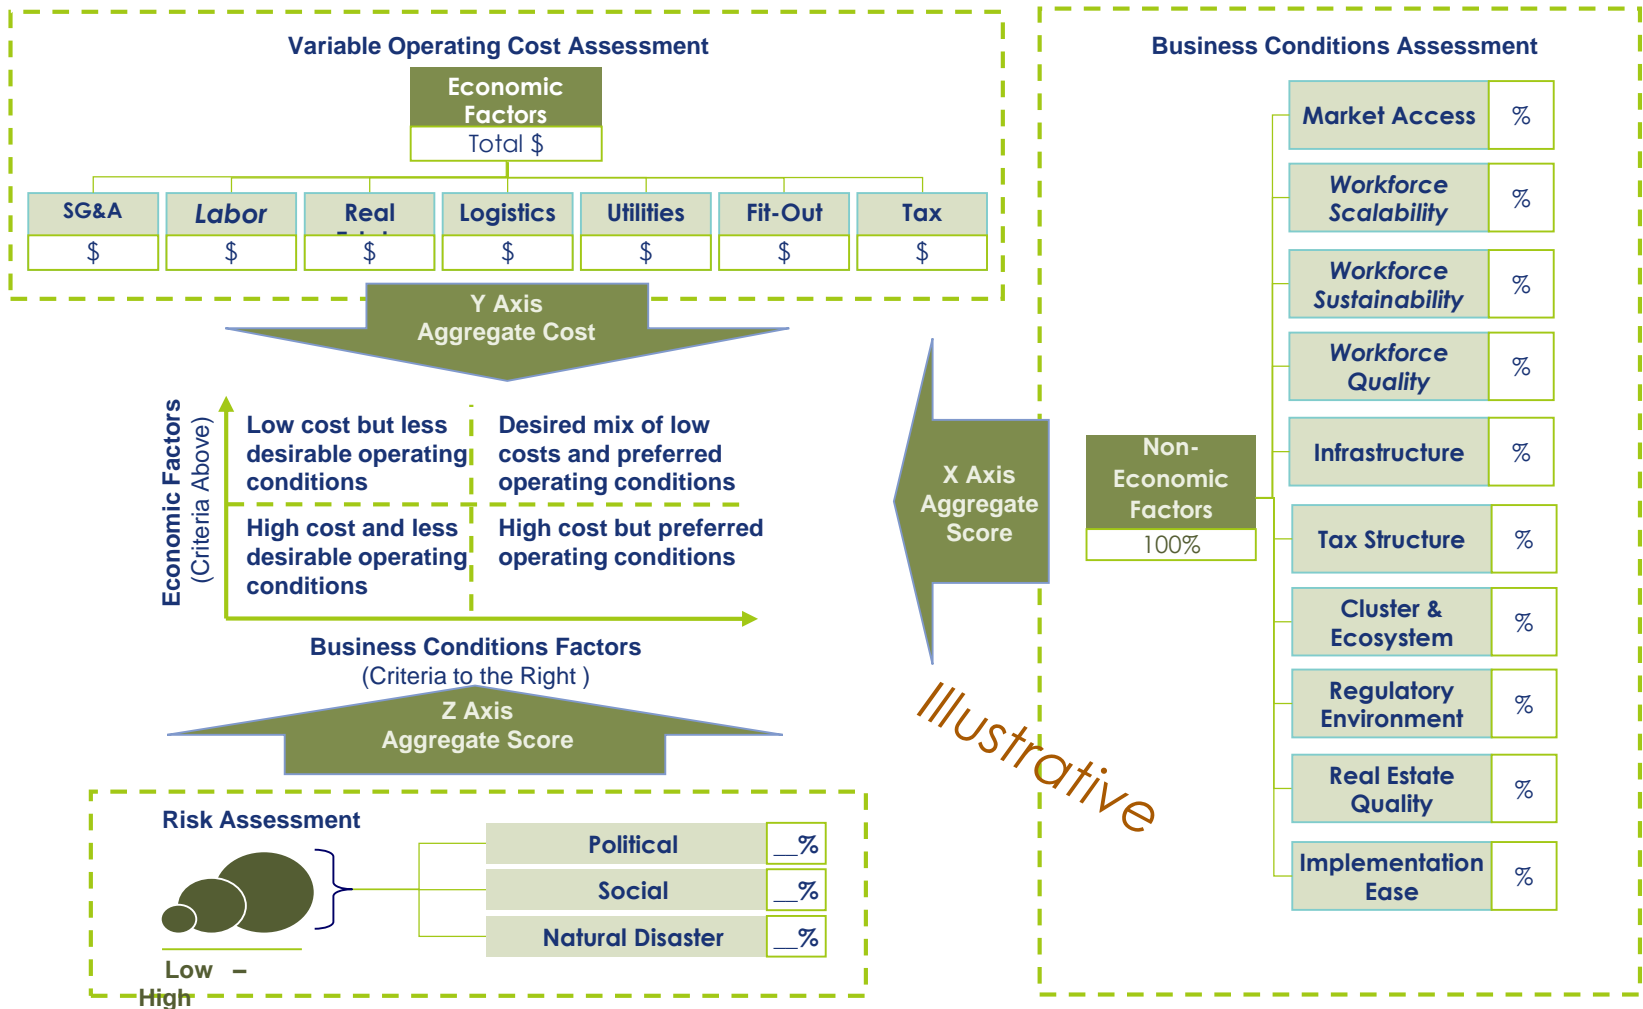 Variable Operating Cost Assessment
Economic
Factors
Total $
SG&A
Labor
Real
Logistics
Utilities
Fit-Out
Tax
$
$
$
$
$
$
$
Y Axis
Aggregate Cost
Economic Factors
(Criteria Above)
Low cost but less
desirable operating
conditions
Desired mix of low
costs and preferred
operating conditions
High cost and less
desirable operating
conditions
High cost but preferred
operating conditions
Business Conditions Factors
(Criteria to the Right )
Z Axis
Aggregate Score
X Axis
Aggregate
Score
Illustrative
Risk Assessment
Low –
High
Political
__%
Social
__%
Natural Disaster
__%
Business Conditions Assessment
Non-
Economic
Factors
100%
Market Access
%
Workforce
Scalability
%
Workforce
Sustainability
%
Workforce
Quality
%
Infrastructure
%
Tax Structure
%
Cluster &
Ecosystem
%
Regulatory
Environment
%
Real Estate
Quality
%
Implementation
Ease
%